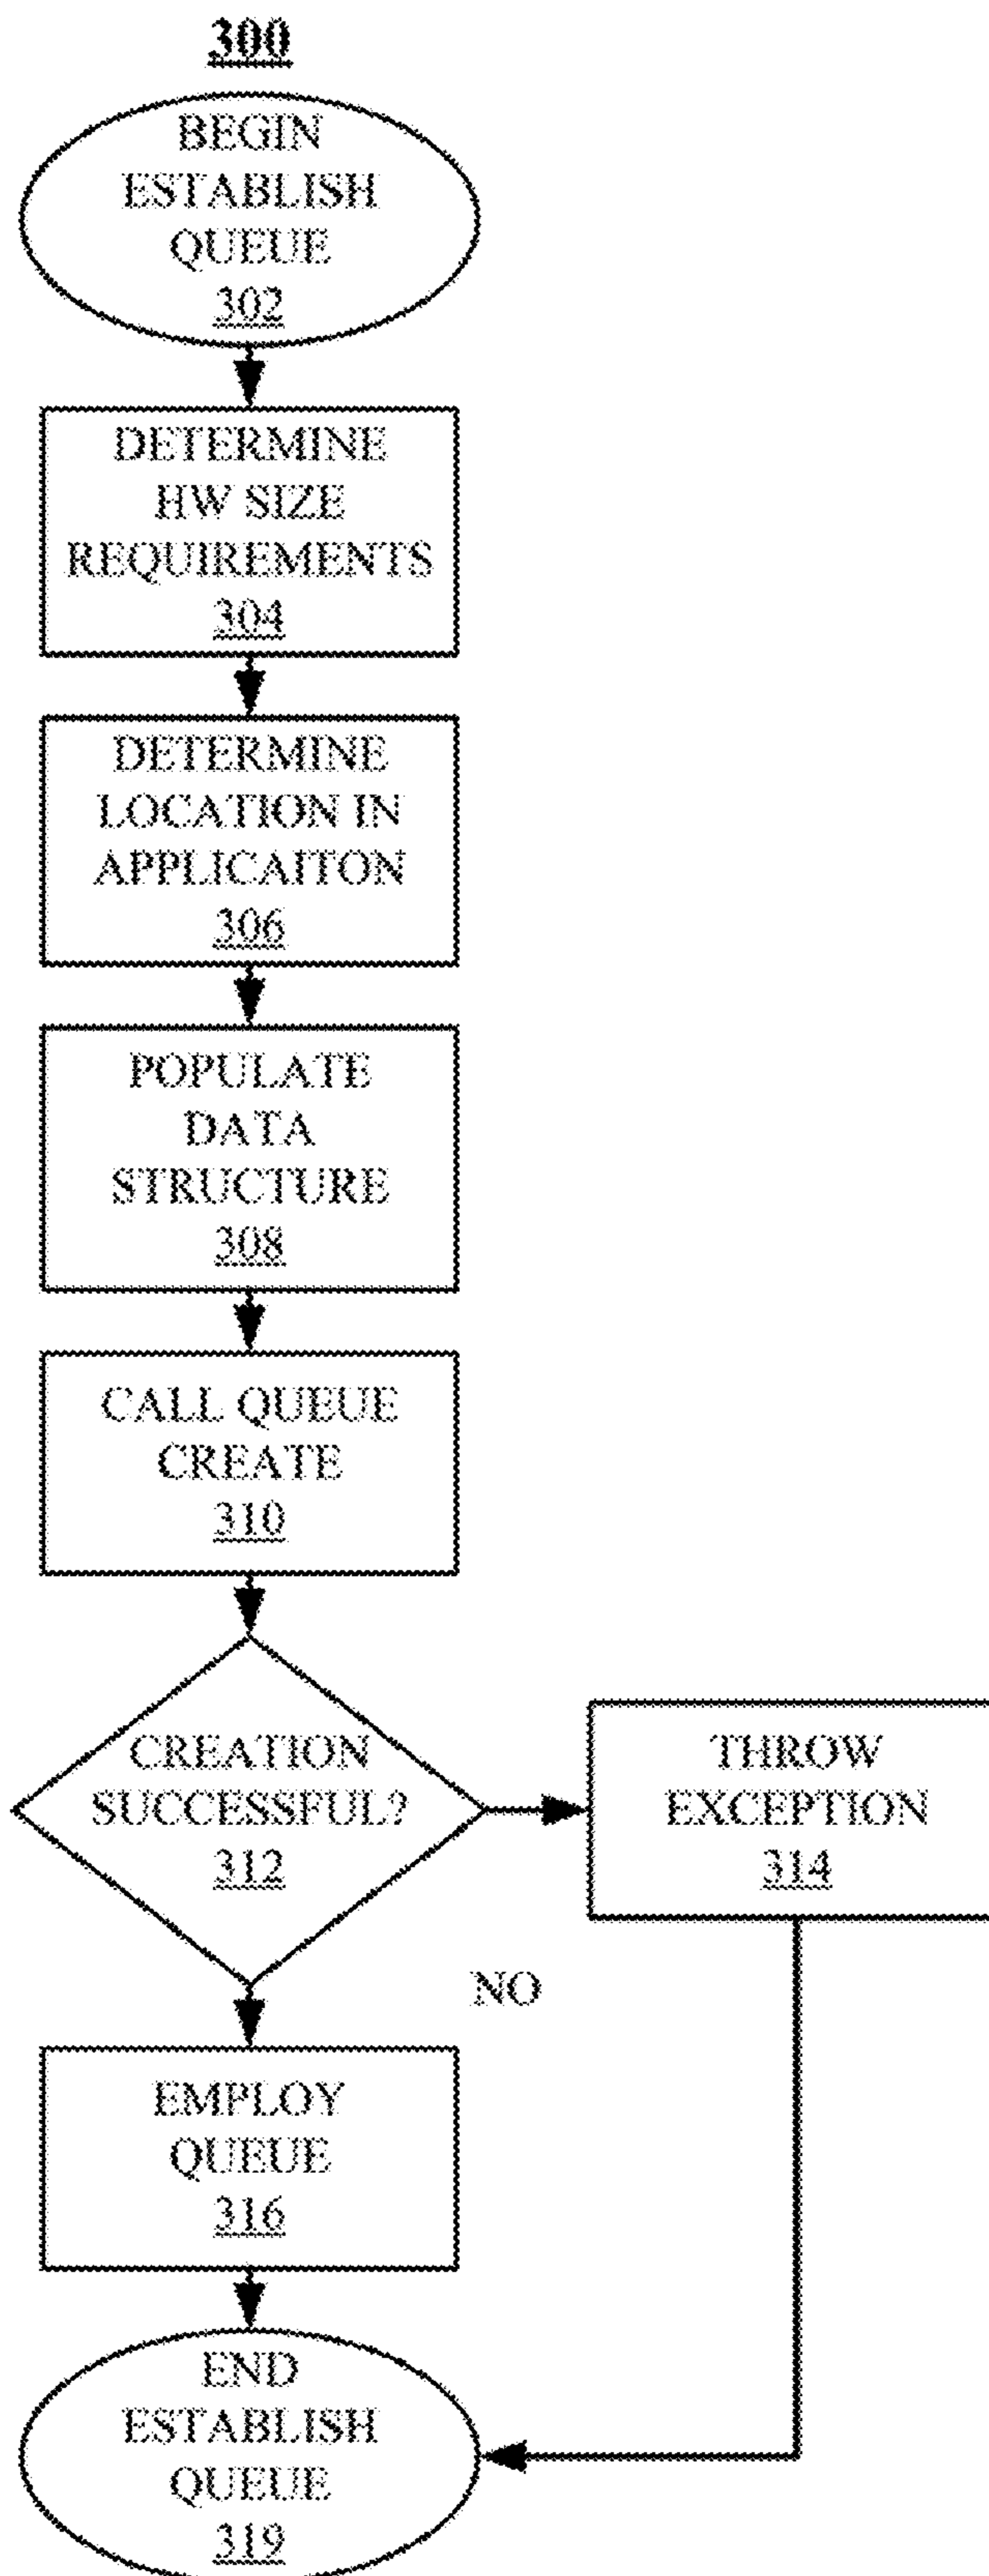 300
BEGIN
ESTABLISH
QUEUE
302
DETERMINE
HW SIZE
REQUIREMENTS
304
DETERMINE
LOCATION IN
APPLICAITON
306
POPULATE
DATA
STRUCTURE
308
CALL QUEUE
CREATE
310
CREATION
SUCCESSFUL?
312
THROW
EXCEPTION
314
NO
EMPLOY
QUEUE
316
END
ESTABLISH
QUEUE
319